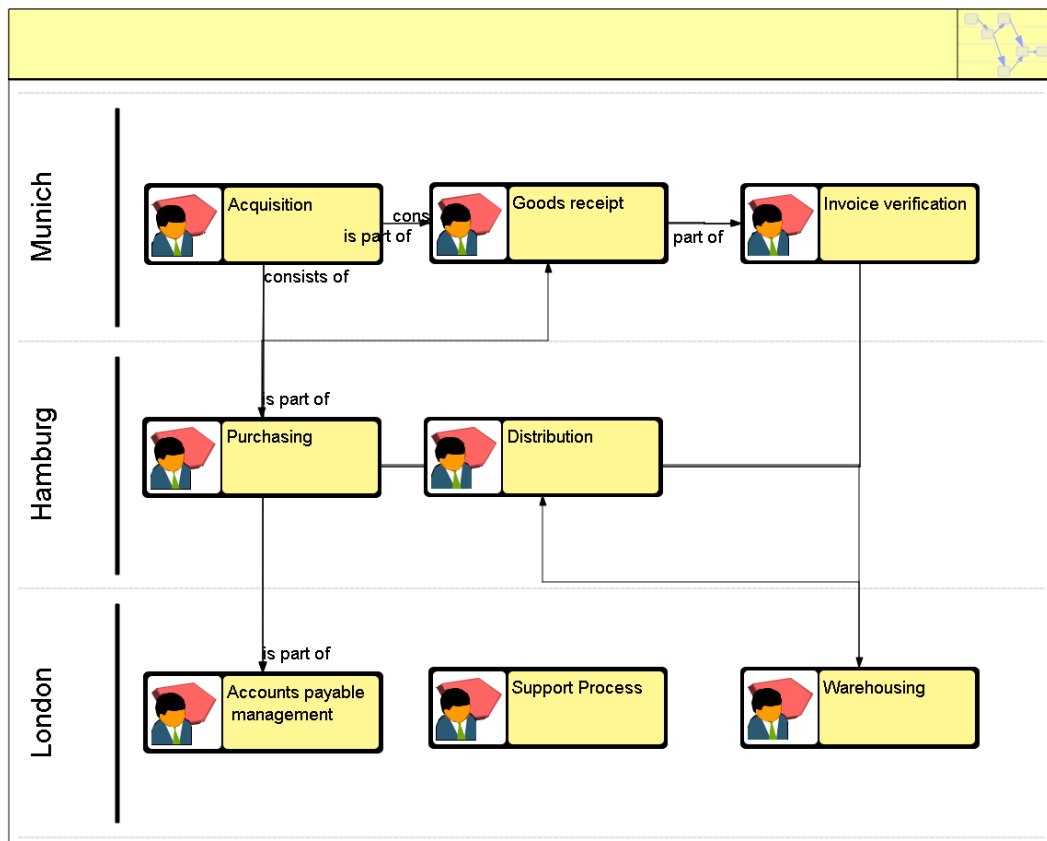 Munich
Acquisition
cons
is part of
consists of
Goods receipt
part of
Invoice verification
Hamburg
is part of
Purchasing
Distribution
London
is part of
Accounts payable
management
Support Process
Warehousing